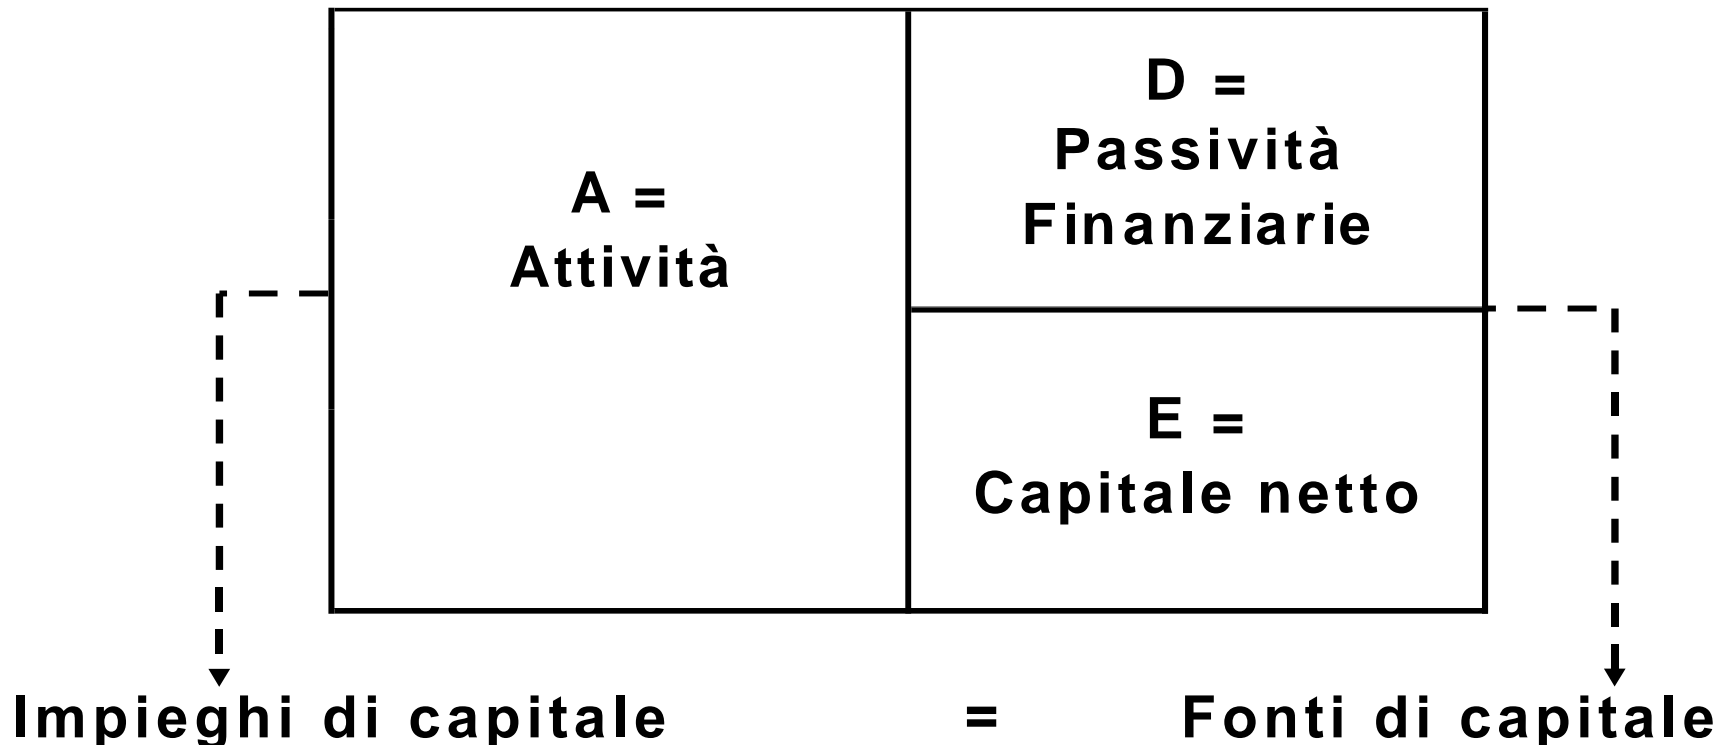 A =
Attività
D =
Passività
Finanziarie
E =
Capitale netto
Impieghi di capitale = Fonti di capitale